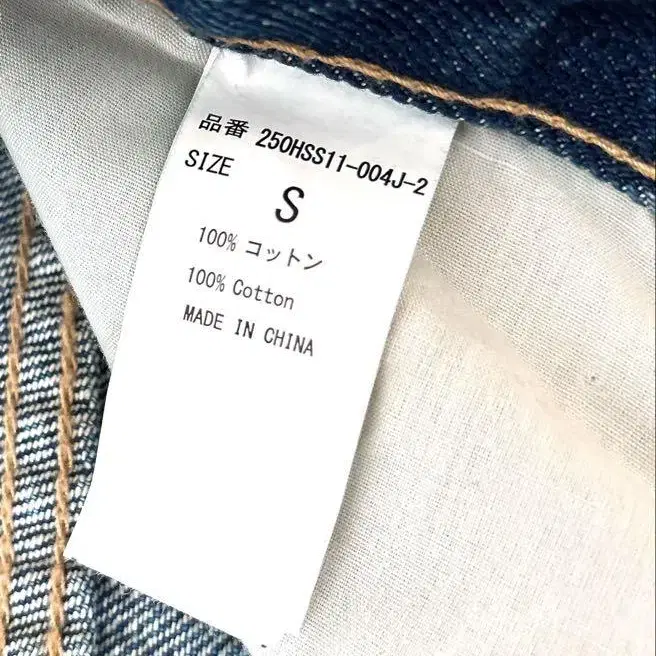 品番 250HSS11-004J-2
SIZE
S
100% コットン
100% Cotton
MADE IN CHINA